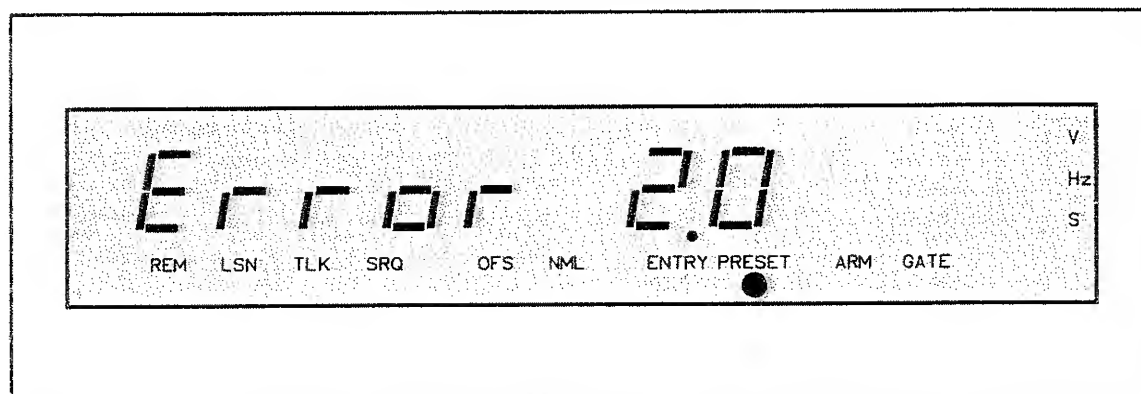 V
Error 2.0
Hz
S
REM LSN TLK SRQ OFS NML ENTRY PRESET ARM GATE